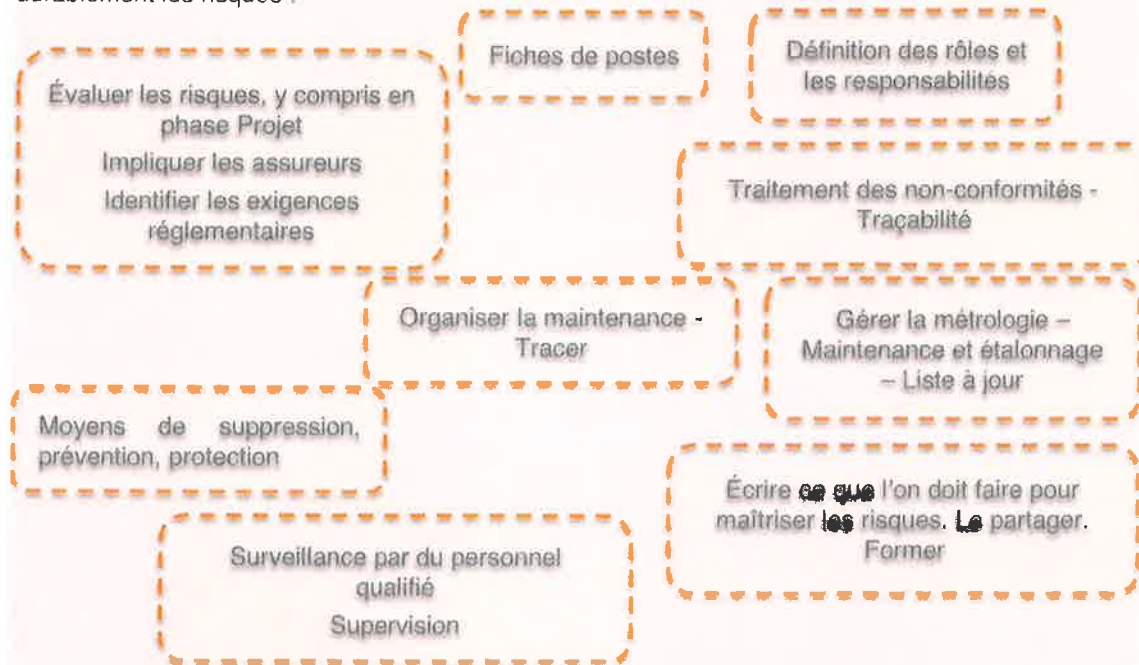 durablement les risques :
Fiches de postes
Définition des rôles et
les responsabilités
Évaluer les risques, y compris en
phase Projet
Impliquer les assureurs
Identifier les exigences
réglementaires
Traitement des non-conformités -
Traçabilité
Organiser la maintenance -
Tracer
Gérer la métrologie –
Maintenance et étalonnage
– Liste à jour
Moyens de suppression,
prévention, protection
Écrire ce que l'on doit faire pour
maîtriser les risques. Le partager.
Former
Surveillance par du personnel
qualifié
Supervision